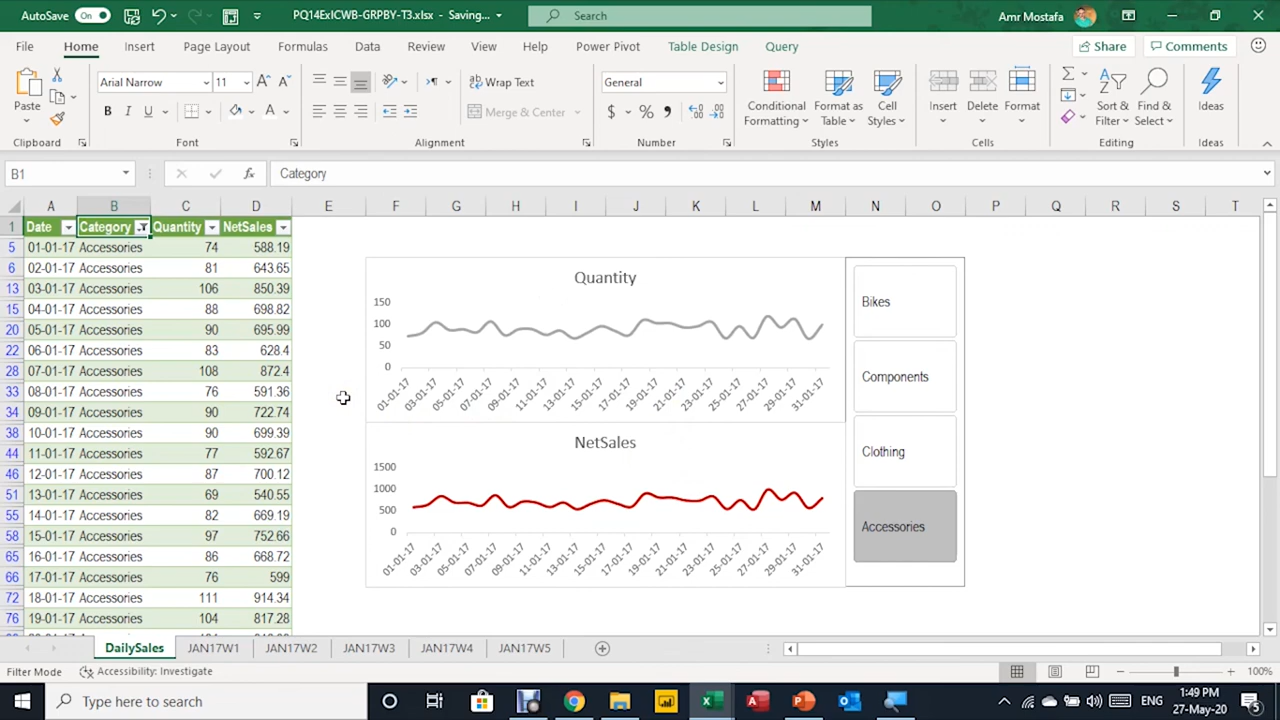 AutoSave On PQ14ExICWB-GRPBY-T3.xlsx - Saving... Search Amr Mostafa
File Home Insert Page Layout Formulas Data Review View Help Power Pivot Table Design Query Share Comments
Arial Narrow 11 Wrap Text General
Paste B I U Merge & Center $ % Conditional Formatting Format as Table Cell Styles Insert Delete Format Sort & Filter Find & Select Ideas
Clipboard Font Alignment Number Styles Cells Editing Ideas
B1 fx Category
A B C D E F G H I J K L M N O P Q R S T
1 Date Category Quantity NetSales
5 01-01-17 Accessories 74 588.19
6 02-01-17 Accessories 81 643.65
13 03-01-17 Accessories 106 850.39
15 04-01-17 Accessories 88 698.82
20 05-01-17 Accessories 90 695.99
22 06-01-17 Accessories 83 628.4
28 07-01-17 Accessories 108 872.4
33 08-01-17 Accessories 76 591.36
34 09-01-17 Accessories 90 722.74
38 10-01-17 Accessories 90 699.39
44 11-01-17 Accessories 77 592.67
46 12-01-17 Accessories 87 700.12
51 13-01-17 Accessories 69 540.55
55 14-01-17 Accessories 82 669.19
58 15-01-17 Accessories 97 752.66
65 16-01-17 Accessories 86 668.72
66 17-01-17 Accessories 76 599
72 18-01-17 Accessories 111 914.34
76 19-01-17 Accessories 104 817.28
Quantity
150
100
50
0
01-01-17 03-01-17 05-01-17 07-01-17 09-01-17 11-01-17 13-01-17 15-01-17 17-01-17 19-01-17 21-01-17 23-01-17 25-01-17 27-01-17 29-01-17 31-01-17
NetSales
1500
1000
500
0
01-01-17 03-01-17 05-01-17 07-01-17 09-01-17 11-01-17 13-01-17 15-01-17 17-01-17 19-01-17 21-01-17 23-01-17 25-01-17 27-01-17 29-01-17 31-01-17
Bikes
Components
Clothing
Accessories
DailySales JAN17W1 JAN17W2 JAN17W3 JAN17W4 JAN17W5
Filter Mode Accessibility: Investigate 100%
Type here to search ENG 1:49 PM
27-May-20 5